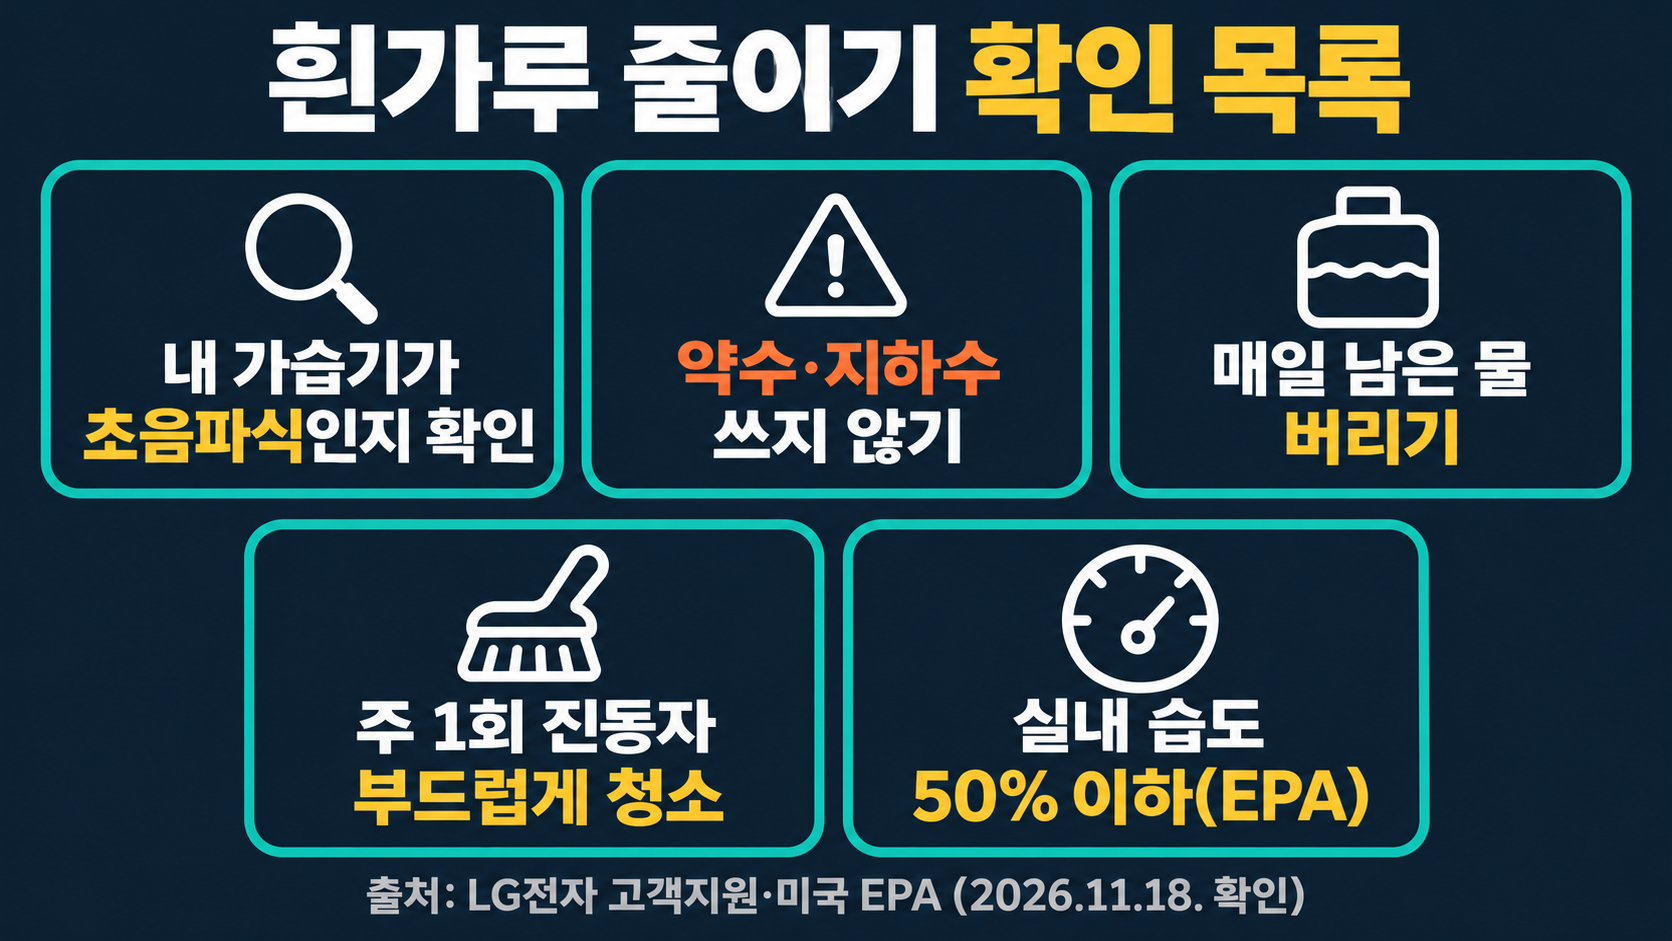 흰가루 줄이기 확인 목록
내 가습기가
초음파식인지 확인
약수·지하수
쓰지 않기
매일 남은 물
버리기
주 1회 진동자
부드럽게 청소
실내 습도
50% 이하(EPA)
출처: LG전자 고객지원·미국 EPA (2026.11.18. 확인)